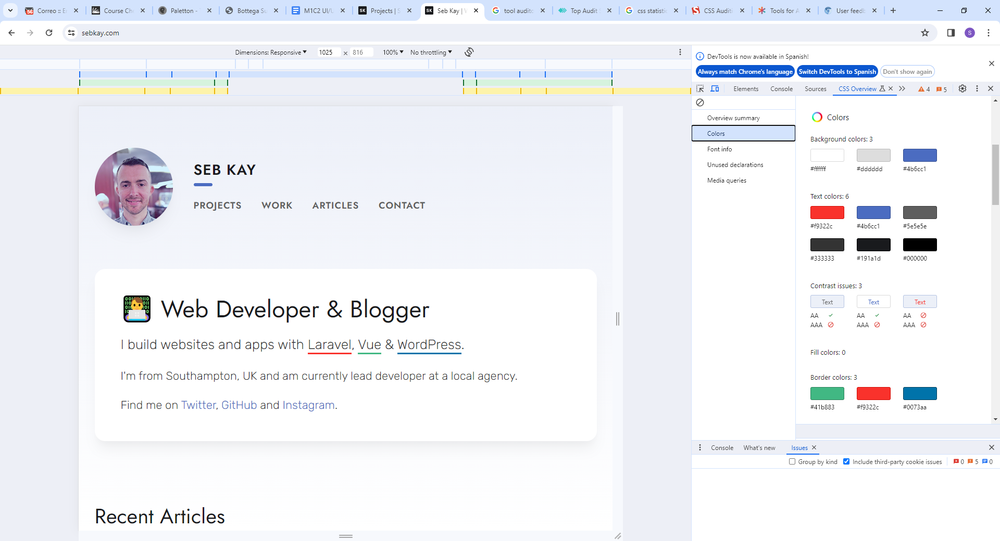 Correo :: E
Course Che
Paletton -
Bottega Su
M1C2 UI/U
Projects | S
Seb Kay | W
tool audito
Top Audit
css statistic
CSS Auditi
Tools for A
User feedb
sebkay.com
S
Dimensions: Responsive
1025 × 816
100%
No throttling
DevTools is now available in Spanish!
Always match Chrome's language
Switch DevTools to Spanish
Don't show again
Elements
Console
Sources
CSS Overview
4
5
Overview summary
Colors
Font info
Unused declarations
Media queries
Colors
Background colors: 3
#ffffff
#dddddd
#4b6cc1
Text colors: 6
#f9322c
#4b6cc1
#5e5e5e
#333333
#191a1d
#000000
Contrast issues: 3
Text
Text
Text
AA
AA
AA
AAA
AAA
AAA
Fill colors: 0
Border colors: 3
#41b883
#f9322c
#0073aa
SEB KAY
PROJECTS
WORK
ARTICLES
CONTACT
Web Developer & Blogger
I build websites and apps with Laravel, Vue & WordPress.
I'm from Southampton, UK and am currently lead developer at a local agency.
Find me on Twitter, GitHub and Instagram.
Recent Articles
Console
What's new
Issues
Group by kind
Include third-party cookie issues
0
5
0